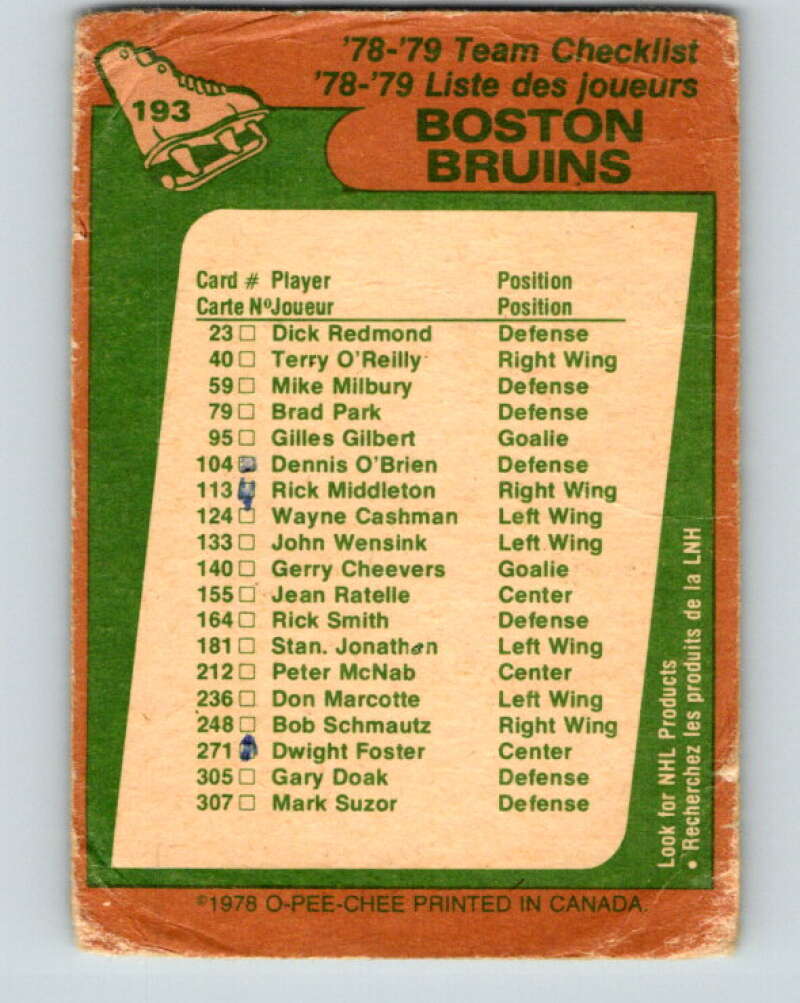 193
'78-'79 Team Checklist
'78-'79 Liste des joueurs
BOSTON
BRUINS
Card # Player Position
Carte Nº Joueur Position
23 □ Dick Redmond Defense
40 □ Terry O'Reilly Right Wing
59 □ Mike Milbury Defense
79 □ Brad Park Defense
95 □ Gilles Gilbert Goalie
104 □ Dennis O'Brien Defense
113 □ Rick Middleton Right Wing
124 □ Wayne Cashman Left Wing
133 □ John Wensink Left Wing
140 □ Gerry Cheevers Goalie
155 □ Jean Ratelle Center
164 □ Rick Smith Defense
181 □ Stan. Jonathan Left Wing
212 □ Peter McNab Center
236 □ Don Marcotte Left Wing
248 □ Bob Schmautz Right Wing
271 □ Dwight Foster Center
305 □ Gary Doak Defense
307 □ Mark Suzor Defense
Look for NHL Products
• Recherchez les produits de la LNH
©1978 O-PEE-CHEE PRINTED IN CANADA.